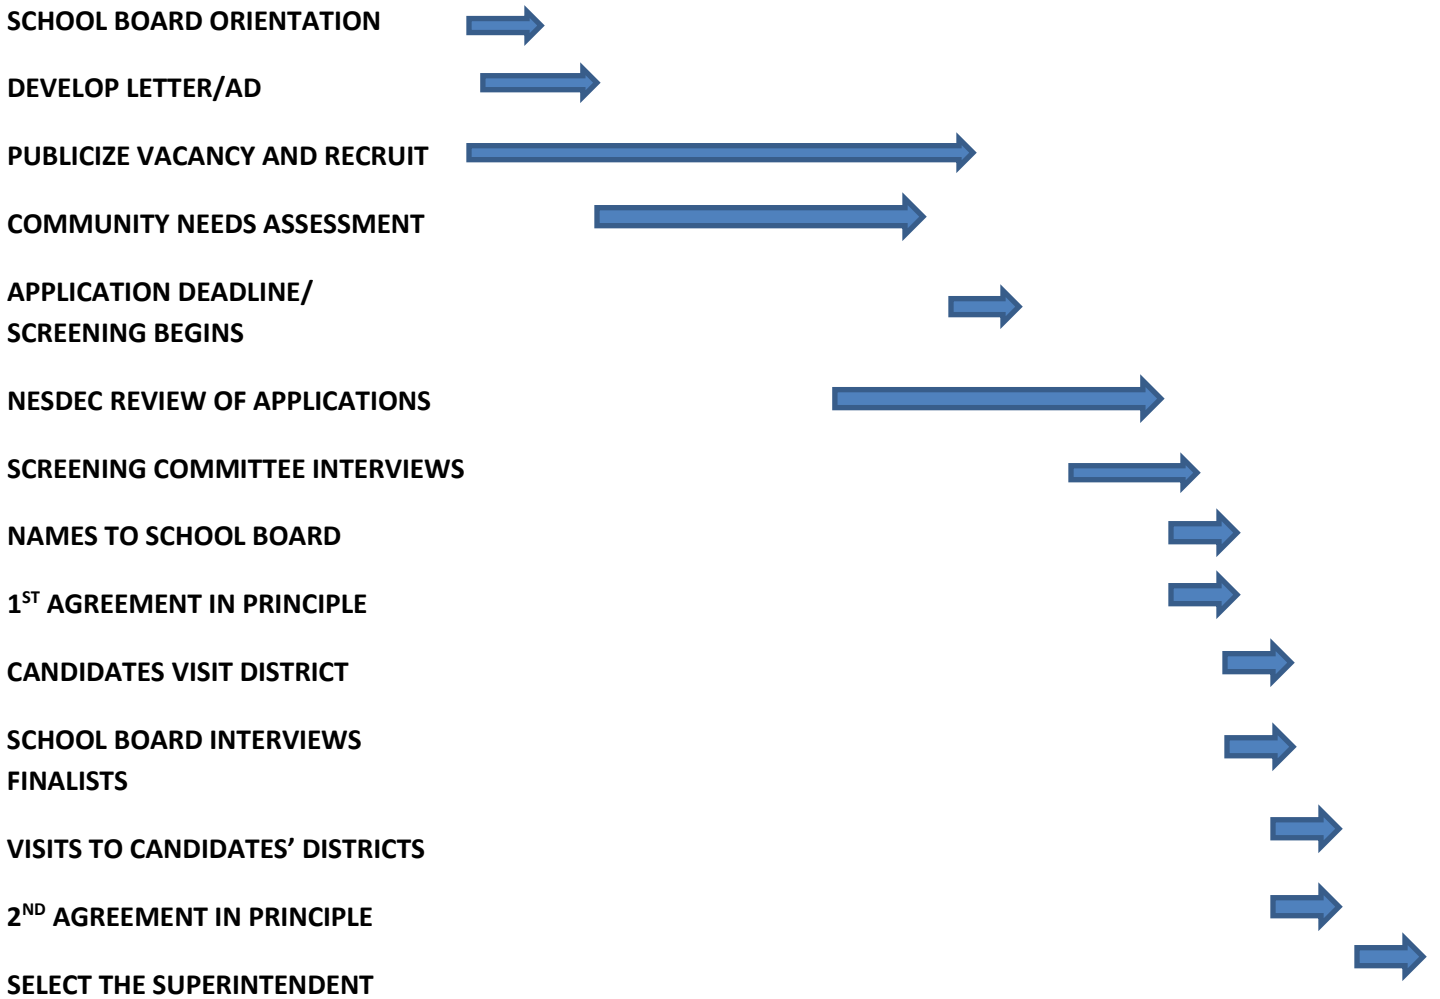 SCHOOL BOARD ORIENTATION
DEVELOP LETTER/AD
PUBLICIZE VACANCY AND RECRUIT
COMMUNITY NEEDS ASSESSMENT
APPLICATION DEADLINE/
SCREENING BEGINS
NESDEC REVIEW OF APPLICATIONS
SCREENING COMMITTEE INTERVIEWS
NAMES TO SCHOOL BOARD
1ST AGREEMENT IN PRINCIPLE
CANDIDATES VISIT DISTRICT
SCHOOL BOARD INTERVIEWS
FINALISTS
VISITS TO CANDIDATES’ DISTRICTS
2ND AGREEMENT IN PRINCIPLE
SELECT THE SUPERINTENDENT